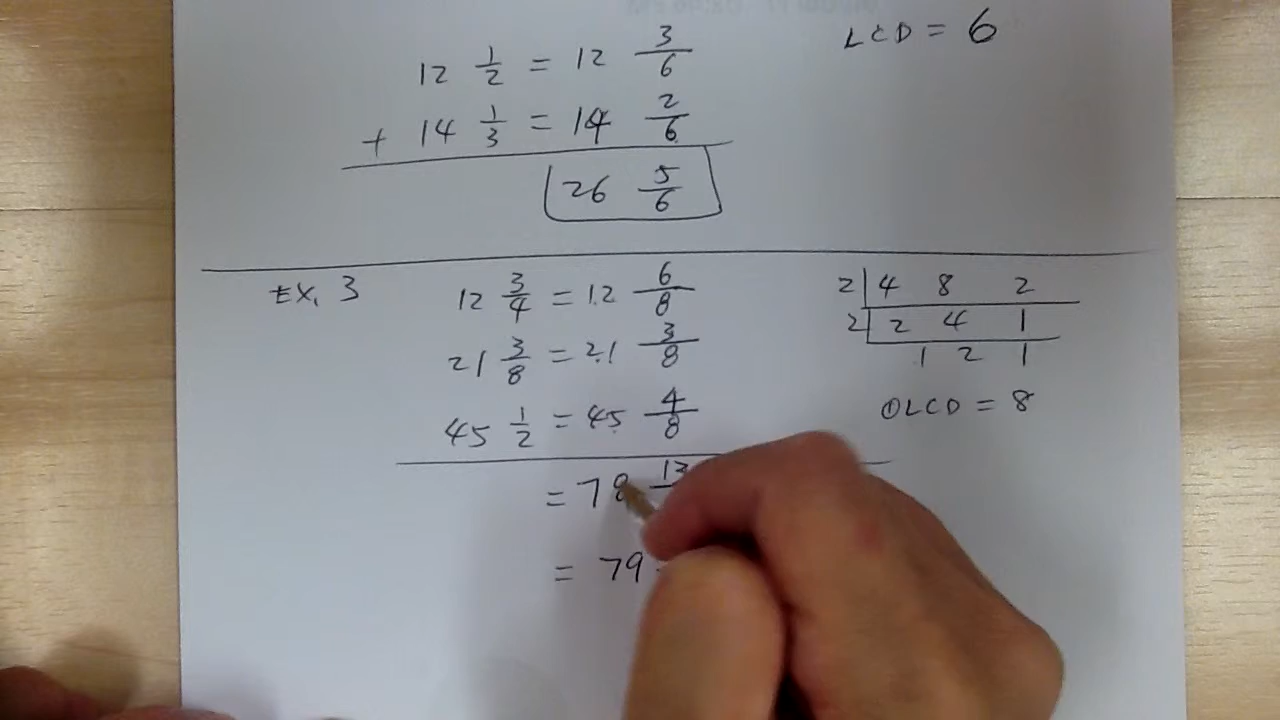 LCD = 6
12 1/2 = 12 3/6
+ 14 1/3 = 14 2/6
26 5/6
Ex. 3
12 3/4 = 12 6/8
21 3/8 = 21 3/8
45 1/2 = 45 4/8
= 78 13
= 79
2 | 4 8 2
2 | 2 4 1
1 2 1
① LCD = 8